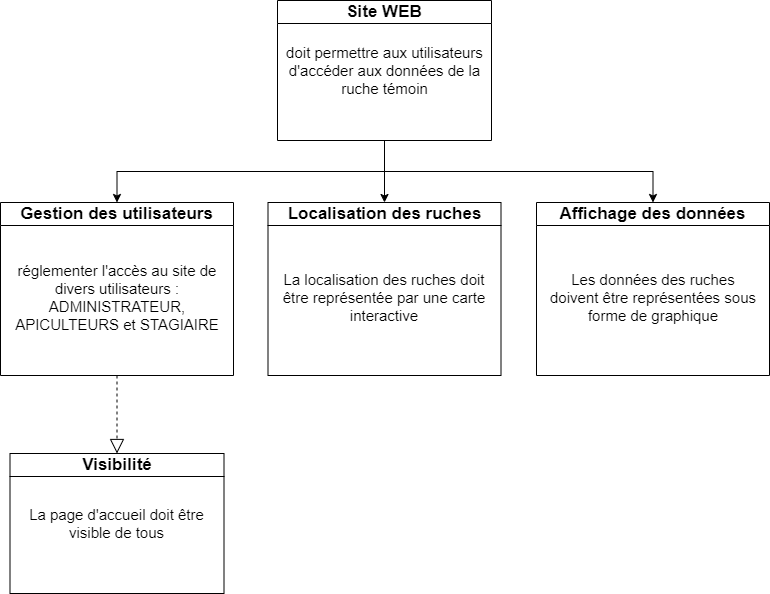 Site WEB
doit permettre aux utilisateurs
d'accéder aux données de la
ruche témoin
Gestion des utilisateurs
réglementer l'accès au site de
divers utilisateurs :
ADMINISTRATEUR,
APICULTEURS et STAGIAIRE
Localisation des ruches
La localisation des ruches doit
être représentée par une carte
interactive
Affichage des données
Les données des ruches
doivent être représentées sous
forme de graphique
Visibilité
La page d'accueil doit être
visible de tous